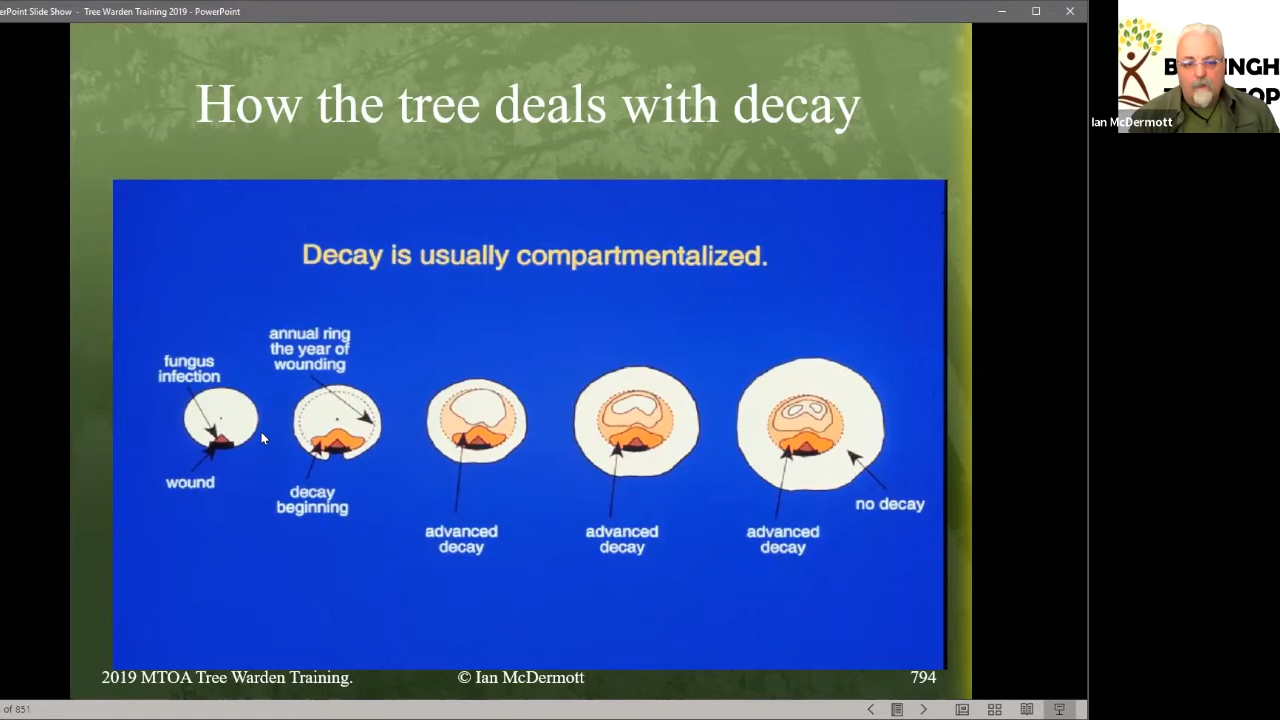 erPoint Slide Show - Tree Warden Training 2019 - PowerPoint
How the tree deals with decay
Decay is usually compartmentalized.
annual ring
the year of
wounding
fungus
infection
wound
decay
beginning
advanced
decay
advanced
decay
advanced
decay
no decay
2019 MTOA Tree Warden Training.
© Ian McDermott
794
of 851
Ian McDermott